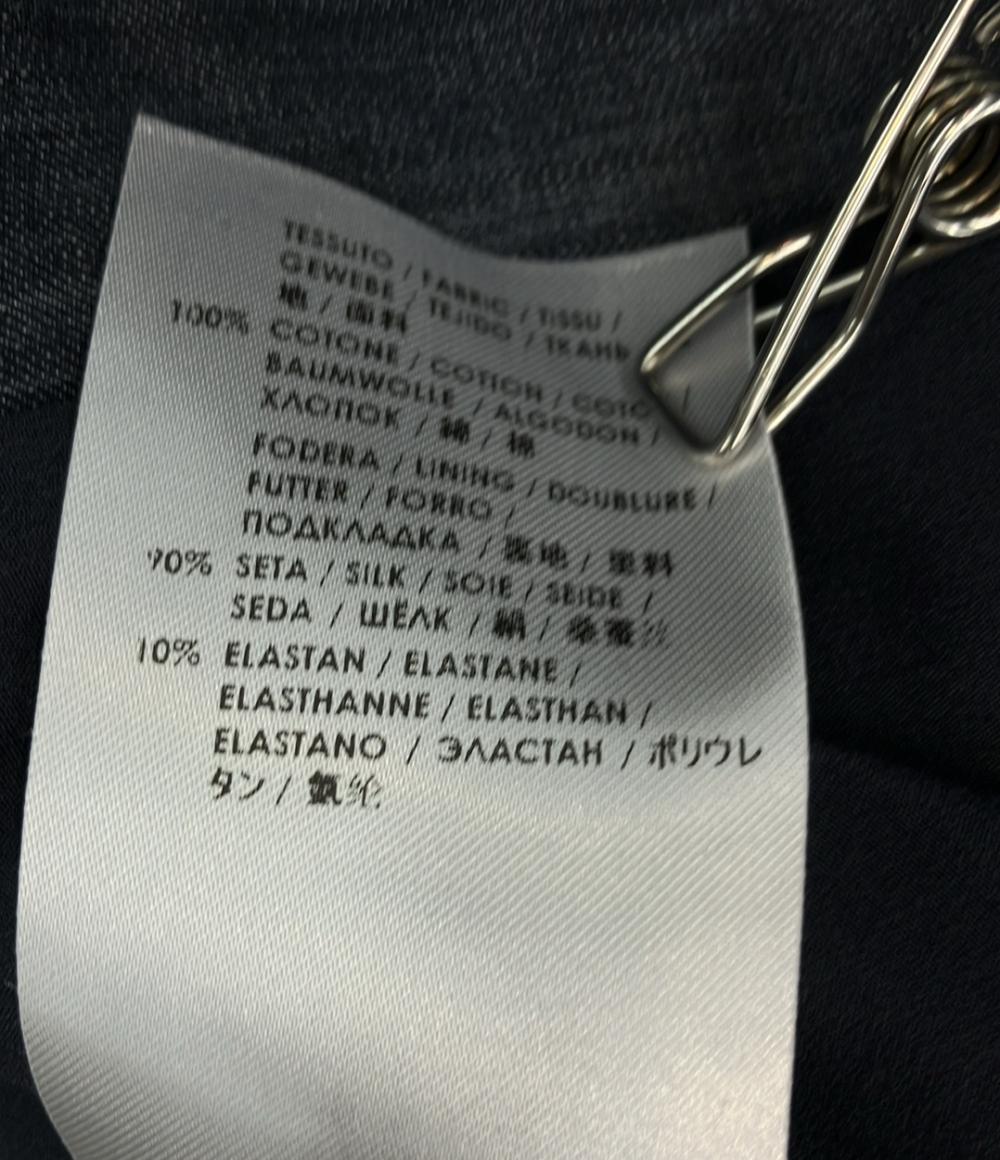 TESSUTO / FABRIC / TISSU /
GEWEBE / TEJIDO / TKAHb
地 / 面料
100% COTONE / COTTON / COTO /
BAUMWOLLE / ALGODON /
ХЛОПОК / 綿 / 棉
FODERA / LINING / DOUBLURE /
FUTTER / FORRO /
ПОДКЛАДКА / 裏地 / 里料
90% SETA / SILK / SOIE / SEIDE /
SEDA / ШЁЛК / 絹 / 桑蚕丝
10% ELASTAN / ELASTANE /
ELASTHANNE / ELASTHAN /
ELASTANO / ЭЛАСТАН / ポリウレ
タン / 氨纶